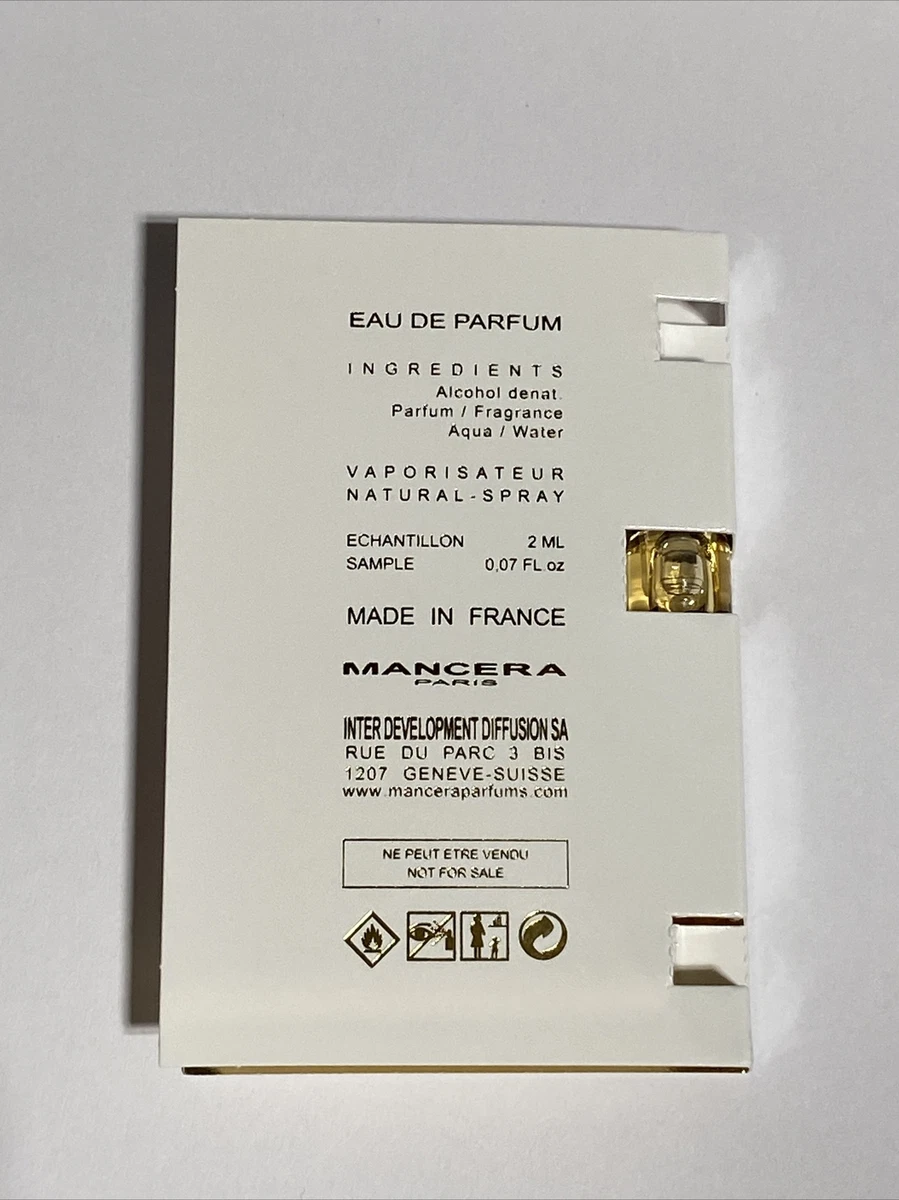 EAU DE PARFUM
INGREDIENTS
Alcohol denat.
Parfum / Fragrance
Aqua / Water
VAPORISATEUR
NATURAL-SPRAY
ECHANTILLON 2 ML
SAMPLE 0,07 FL.oz
MADE IN FRANCE
MANCERA
PARIS
INTER DEVELOPMENT DIFFUSION SA
RUE DU PARC 3 BIS
1207 GENEVE-SUISSE
www.manceraparfums.com
NE PEUT ETRE VENDU
NOT FOR SALE